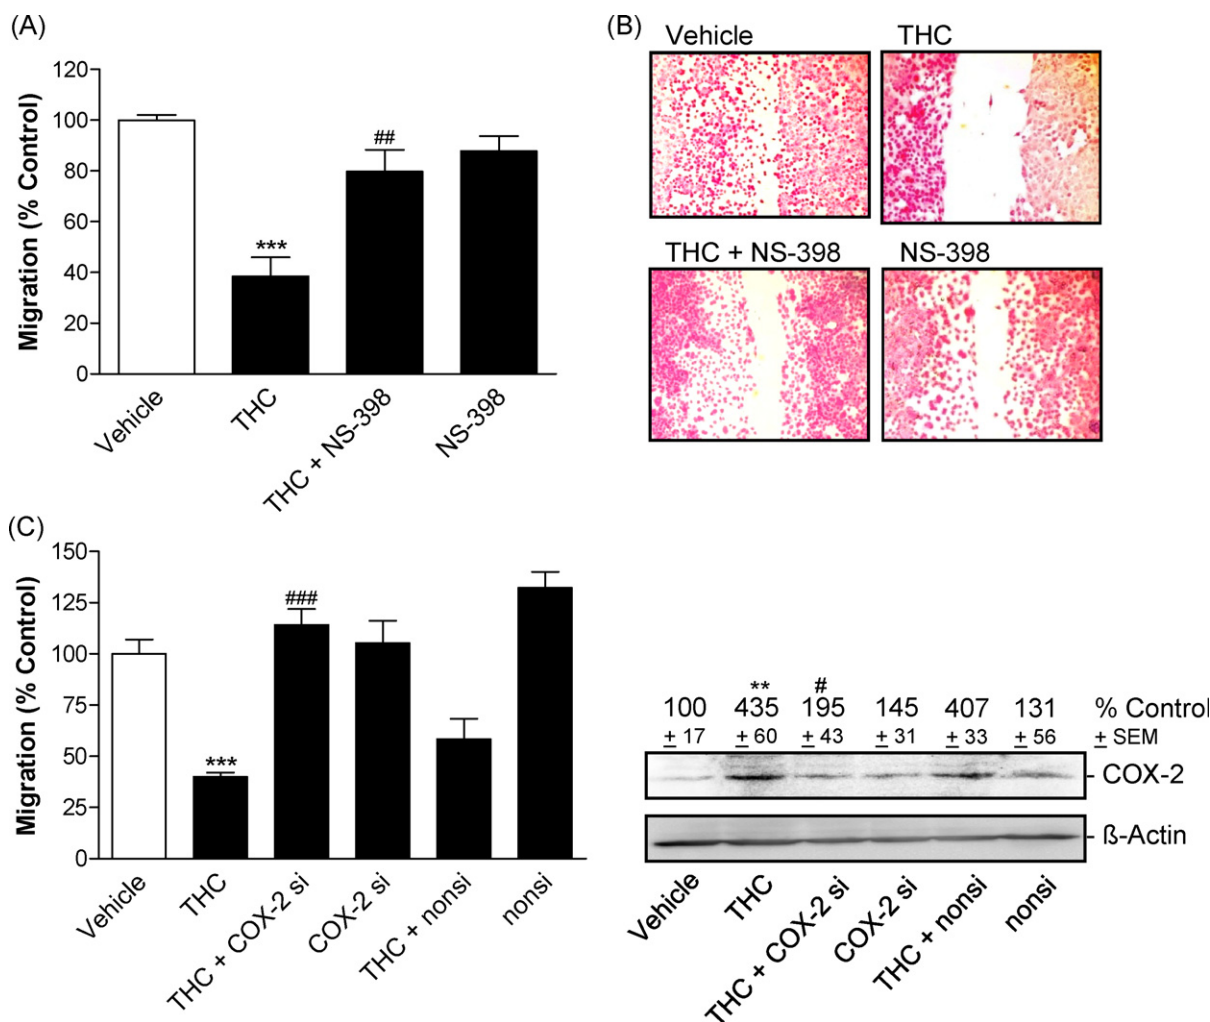 (A)
Migration (% Control)
120
100
80
60
40
20
0
***
##
Vehicle
THC
THC + NS-398
NS-398
(B)
Vehicle
THC
THC + NS-398
NS-398
(C)
Migration (% Control)
150
125
100
75
50
25
0
***
###
Vehicle
THC
THC + COX-2 si
COX-2 si
THC + nonsi
nonsi
** #
100 435 195 145 407 131 % Control
± 17 ± 60 ± 43 ± 31 ± 33 ± 56 ± SEM
- COX-2
- ß-Actin
Vehicle
THC
THC + COX-2 si
COX-2 si
THC + nonsi
nonsi